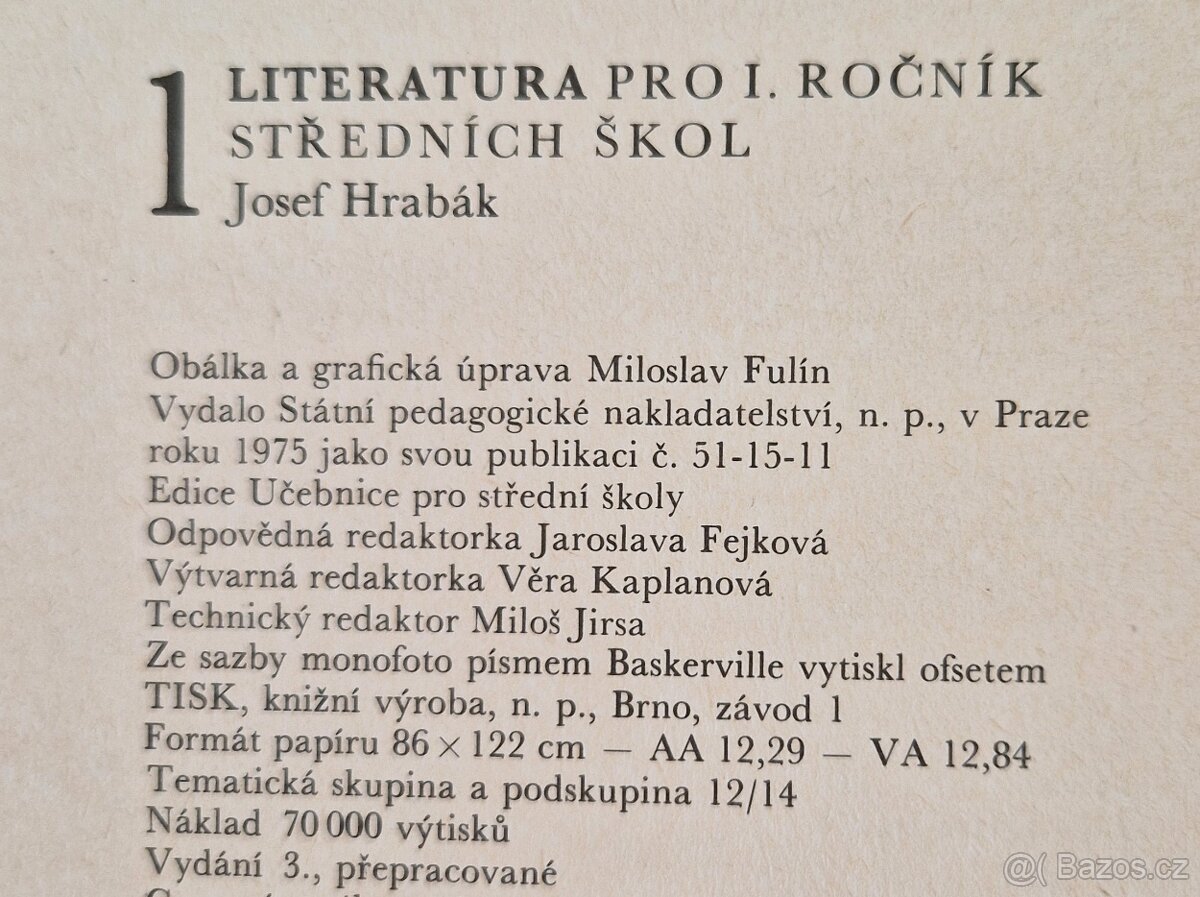 1
LITERATURA PRO I. ROČNÍK
STŘEDNÍCH ŠKOL
Josef Hrabák
Obálka a grafická úprava Miloslav Fulín
Vydalo Státní pedagogické nakladatelství, n. p., v Praze
roku 1975 jako svou publikaci č. 51-15-11
Edice Učebnice pro střední školy
Odpovědná redaktorka Jaroslava Fejková
Výtvarná redaktorka Věra Kaplanová
Technický redaktor Miloš Jirsa
Ze sazby monofoto písmem Baskerville vytiskl ofsetem
TISK, knižní výroba, n. p., Brno, závod 1
Formát papíru 86 × 122 cm — AA 12,29 — VA 12,84
Tematická skupina a podskupina 12/14
Náklad 70 000 výtisků
Vydání 3., přepracované
@( Bazos.cz